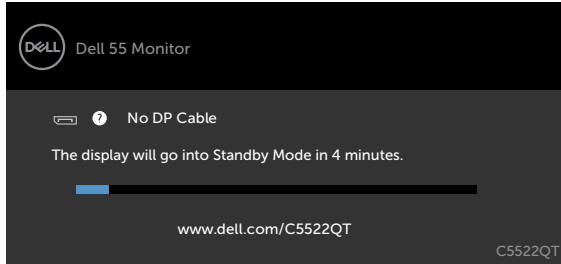 DELL
Dell 55 Monitor
? No DP Cable
The display will go into Standby Mode in 4 minutes.
www.dell.com/C5522QT
C5522QT